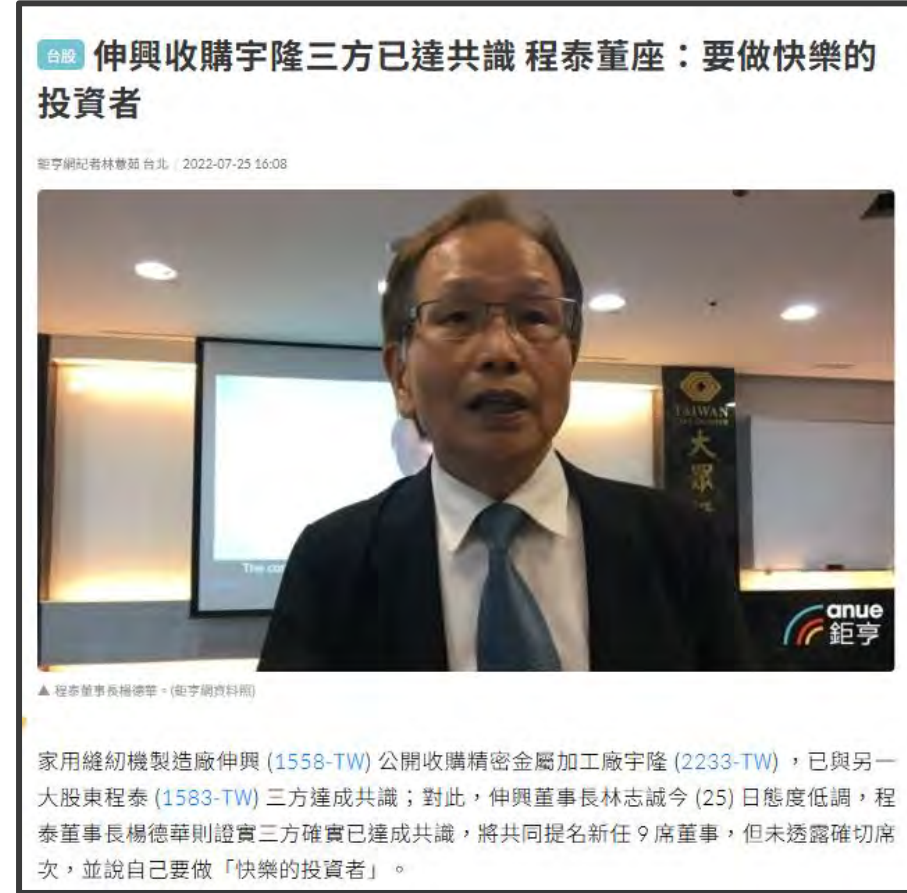 台股 伸興收購宇隆三方已達共識 程泰董座：要做快樂的
投資者
鉅亨網記者林薏茹 台北 2022-07-25 16:08
TAIWAN
大眾
The con
anue
鉅亨
▲ 程泰董事長楊德華。(鉅亨網資料照)
家用縫紉機製造廠伸興 (1558-TW) 公開收購精密金屬加工廠宇隆 (2233-TW) ，已與另一
大股東程泰 (1583-TW) 三方達成共識；對此，伸興董事長林志誠今 (25) 日態度低調，程
泰董事長楊德華則證實三方確實已達成共識，將共同提名新任 9 席董事，但未透露確切席
次，並說自己要做「快樂的投資者」。